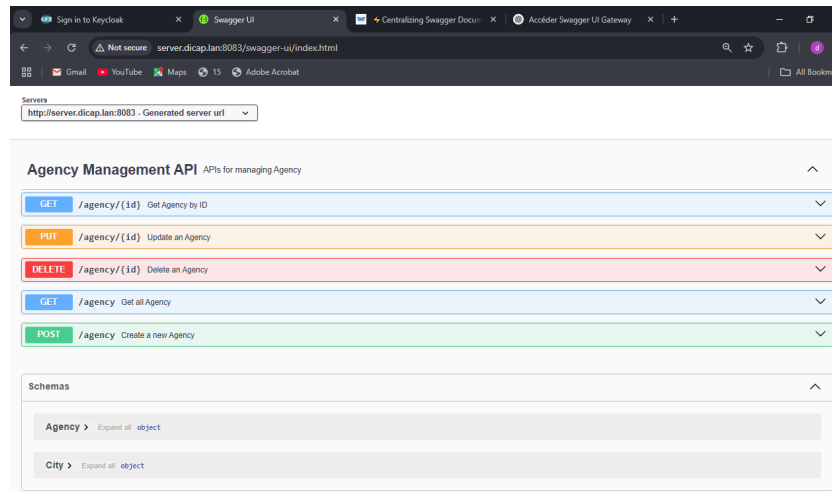 Sign in to Keycloak
Swagger UI
Centralizing Swagger Docum
Accéder Swagger UI Gateway
Not secure server.dicap.lan:8083/swagger-ui/index.html
d
Gmail YouTube Maps 15 Adobe Acrobat All Bookm
Servers
http://server.dicap.lan:8083 - Generated server url
Agency Management API APIs for managing Agency
GET /agency/{id} Get Agency by ID
PUT /agency/{id} Update an Agency
DELETE /agency/{id} Delete an Agency
GET /agency Get all Agency
POST /agency Create a new Agency
Schemas
Agency Expand all object
City Expand all object